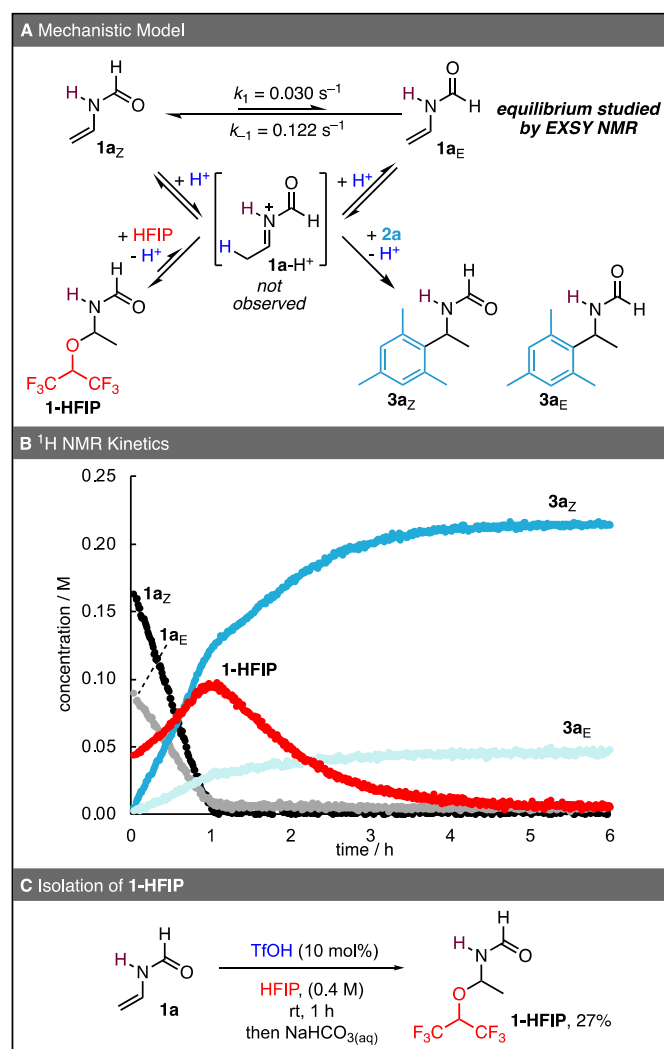 A Mechanistic Model
H
H N O
1aZ
k1 = 0.030 s−1
k−1 = 0.122 s−1
O
H N H
1aE
equilibrium studied
by EXSY NMR
+ H+
+ H+
O
H N + H
H
1a-H+
not
observed
+ HFIP
- H+
+ 2a
- H+
H
H N O
O
F3C CF3
1-HFIP
H
H N O
3aZ
O
H N H
3aE
B 1H NMR Kinetics
concentration / M
0.25
0.20
0.15
0.10
0.05
0.00
1aZ
1aE
1-HFIP
3aZ
3aE
0 1 2 3 4 5 6
time / h
C Isolation of 1-HFIP
H
H N O
1a
TfOH (10 mol%)
HFIP, (0.4 M)
rt, 1 h
then NaHCO3(aq)
H
H N O
O
F3C CF3
1-HFIP, 27%